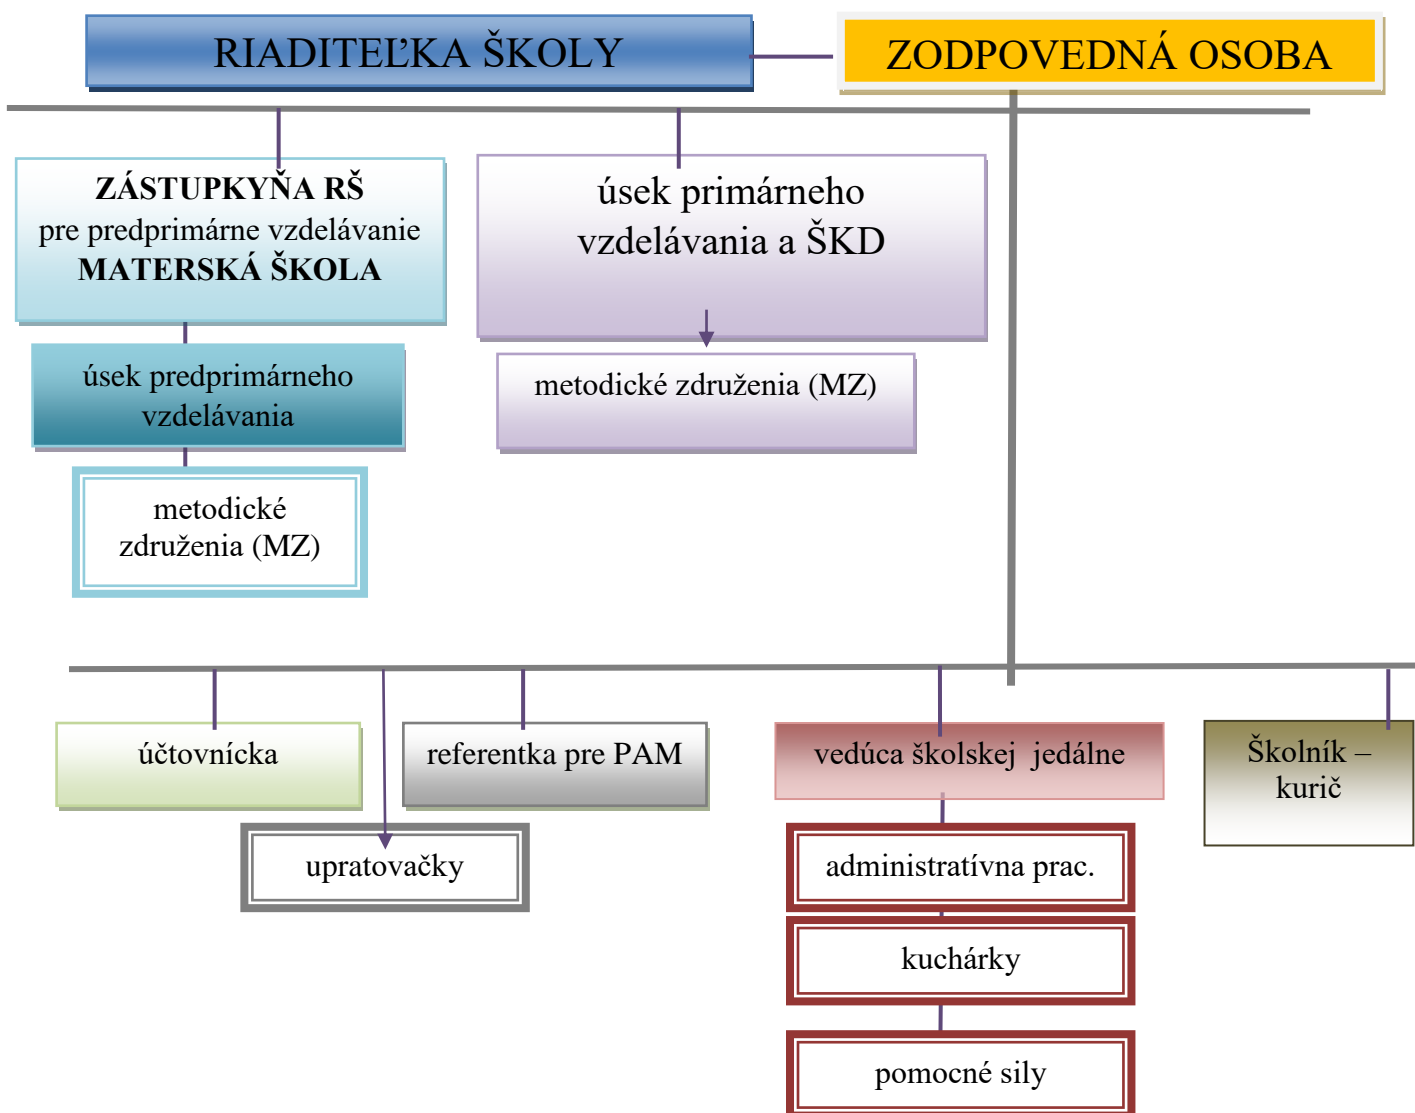 RIADITEĽKA ŠKOLY
ZODPOVEDNÁ OSOBA
ZÁSTUPKYŇA RŠ
pre predprimárne vzdelávanie
MATERSKÁ ŠKOLA
úsek primárneho
vzdelávania a ŠKD
úsek predprimárneho
vzdelávania
metodické združenia (MZ)
metodické
združenia (MZ)
účtovnícka
referentka pre PAM
vedúca školskej jedálne
Školník –
kurič
upratovačky
administratívna prac.
kuchárky
pomocné sily